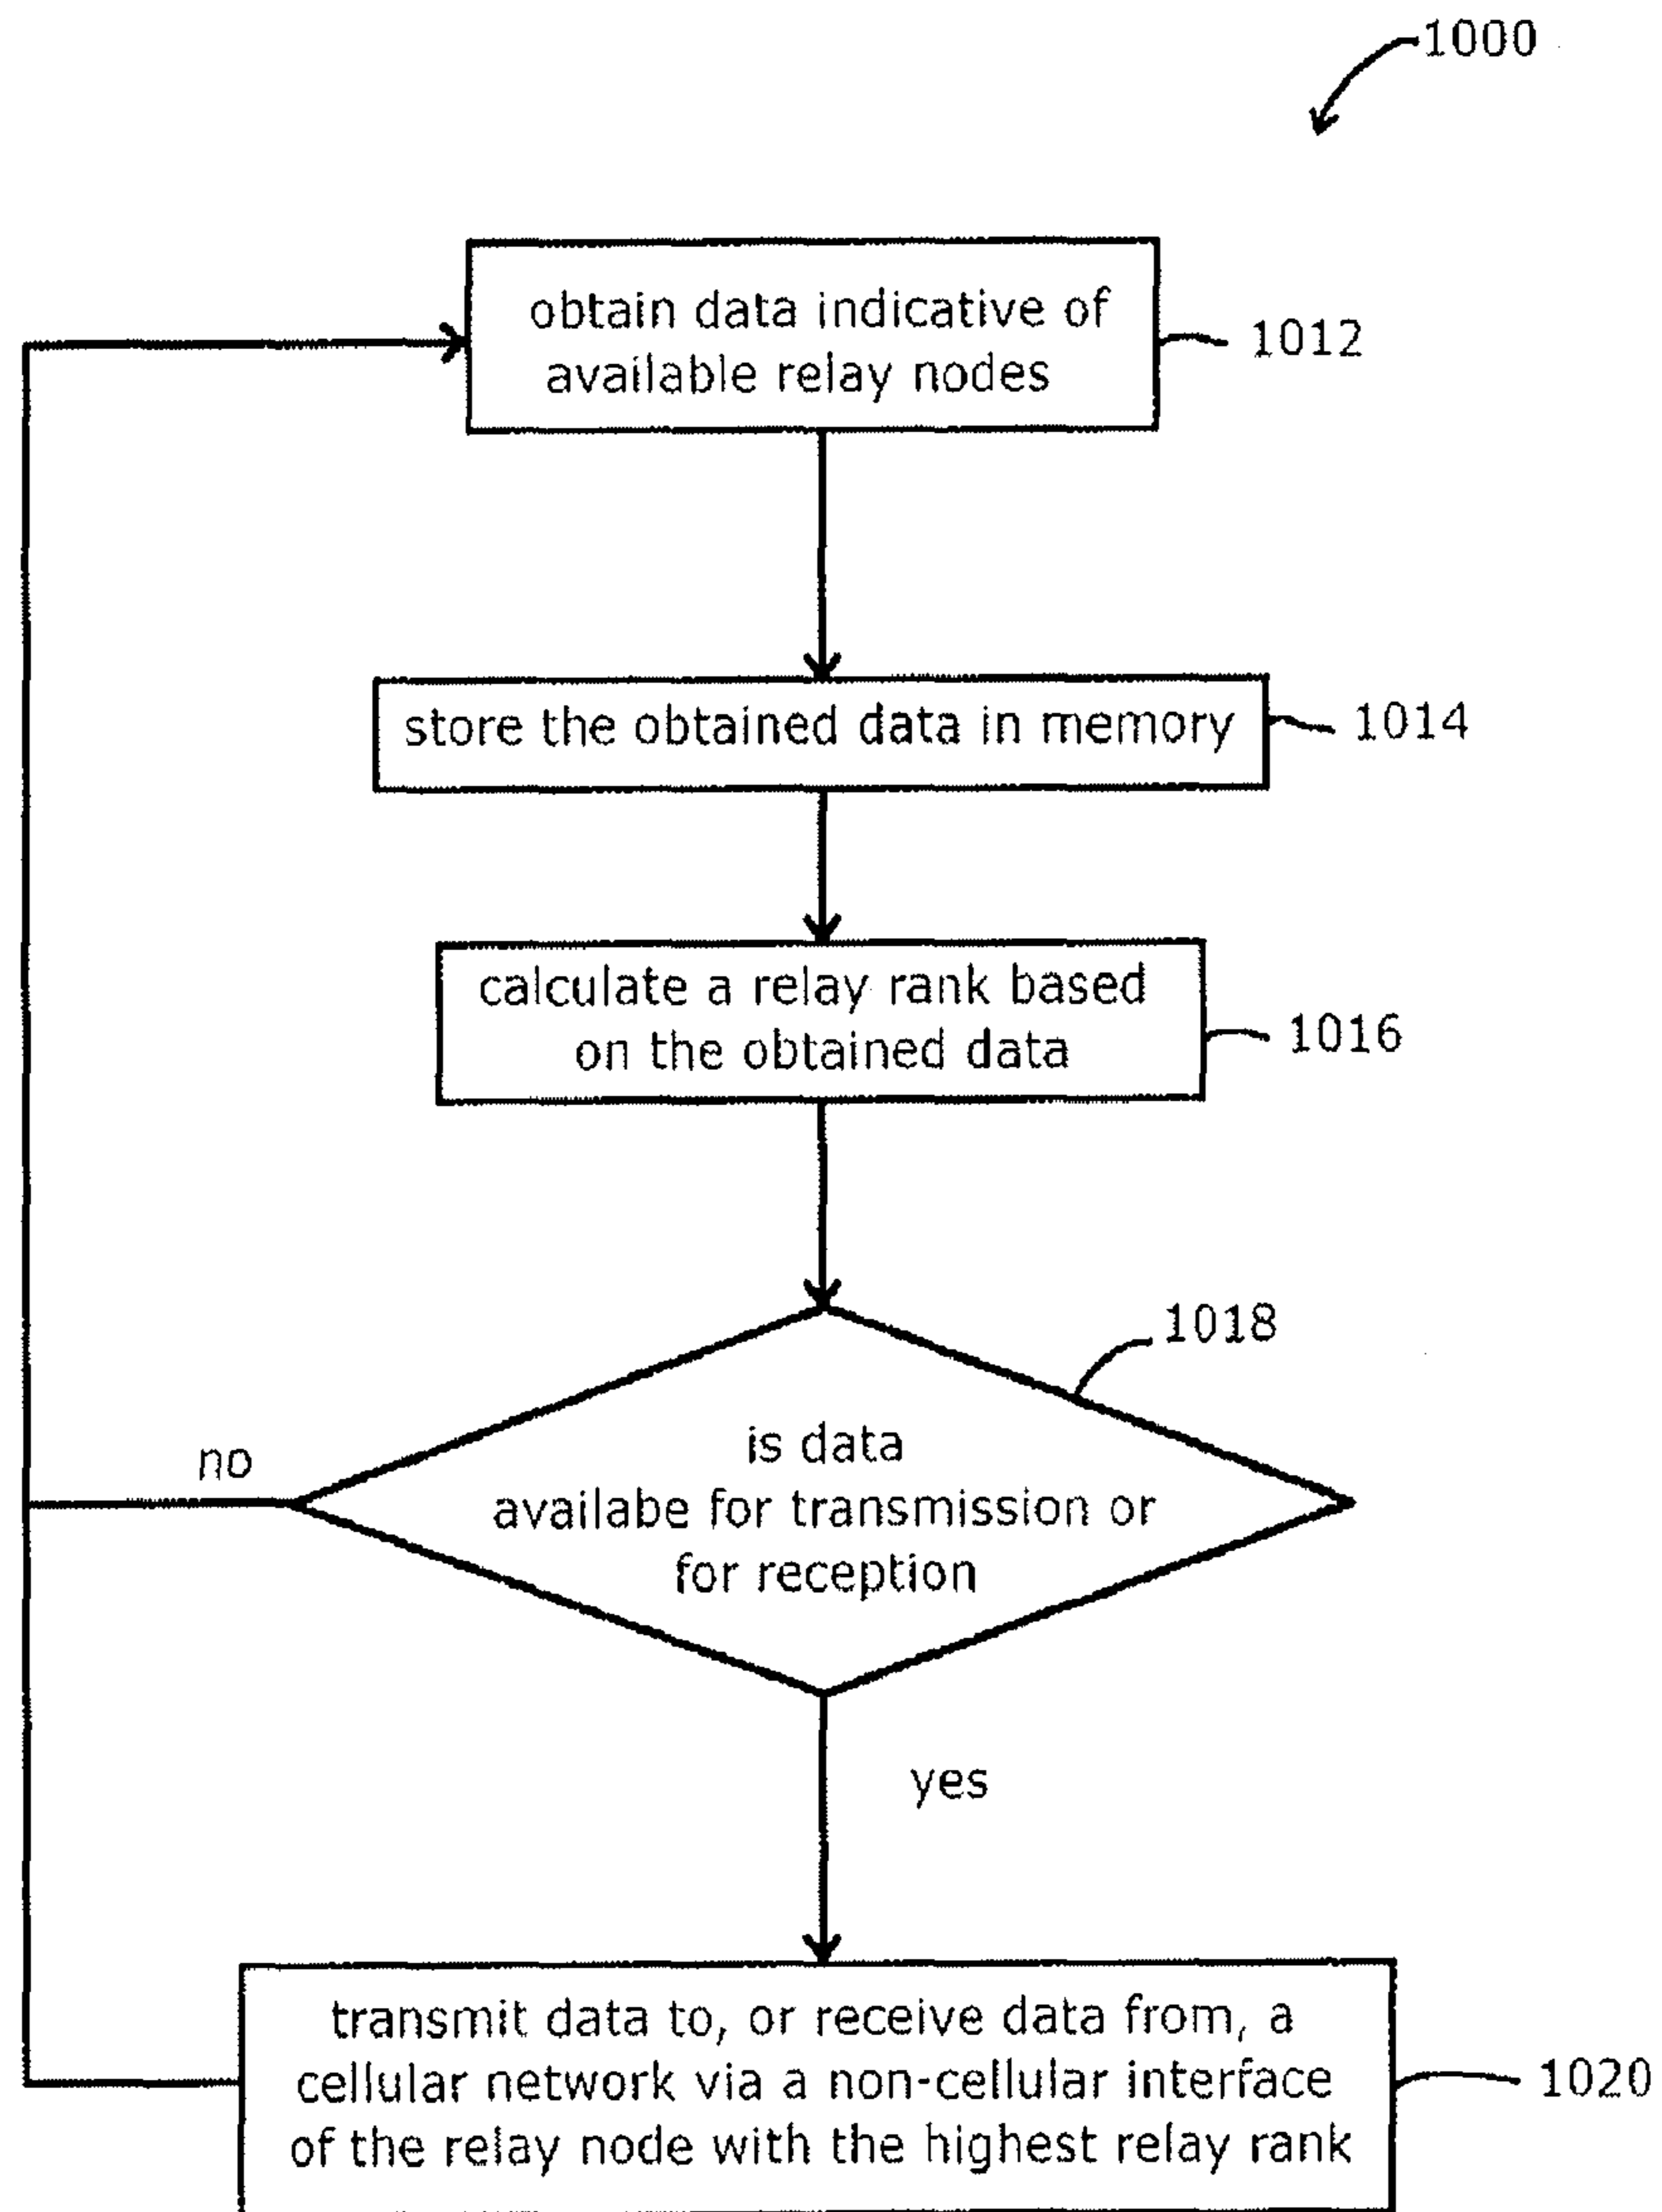 1000
obtain data indicative of
available relay nodes
1012
store the obtained data in memory
1014
calculate a relay rank based
on the obtained data
1016
1018
is data
availabe for transmission or
for reception
no
yes
transmit data to, or receive data from, a
cellular network via a non-cellular interface
of the relay node with the highest relay rank
1020